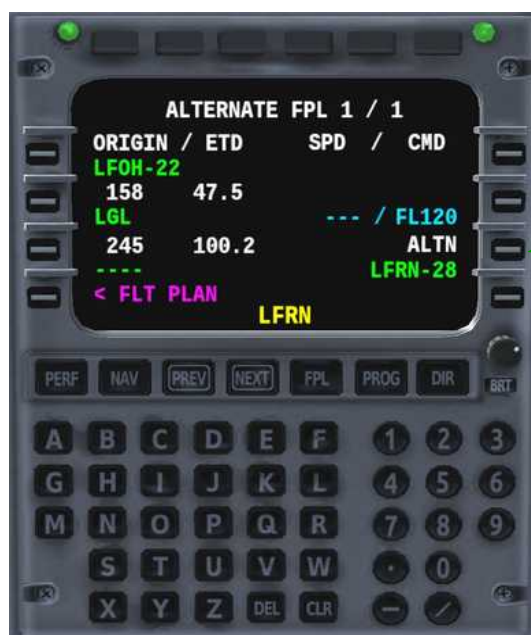 ALTERNATE FPL 1 / 1
ORIGIN / ETD SPD / CMD
LFOH-22
158 47.5
LGL --- / FL120
245 100.2 ALTN
---- LFRN-28
< FLT PLAN
LFRN
PERF NAV PREV NEXT FPL PROG DIR BRT
A B C D E F 1 2 3
G H I J K L 4 5 6
M N O P Q R 7 8 9
S T U V W · 0
X Y Z DEL CLR - /